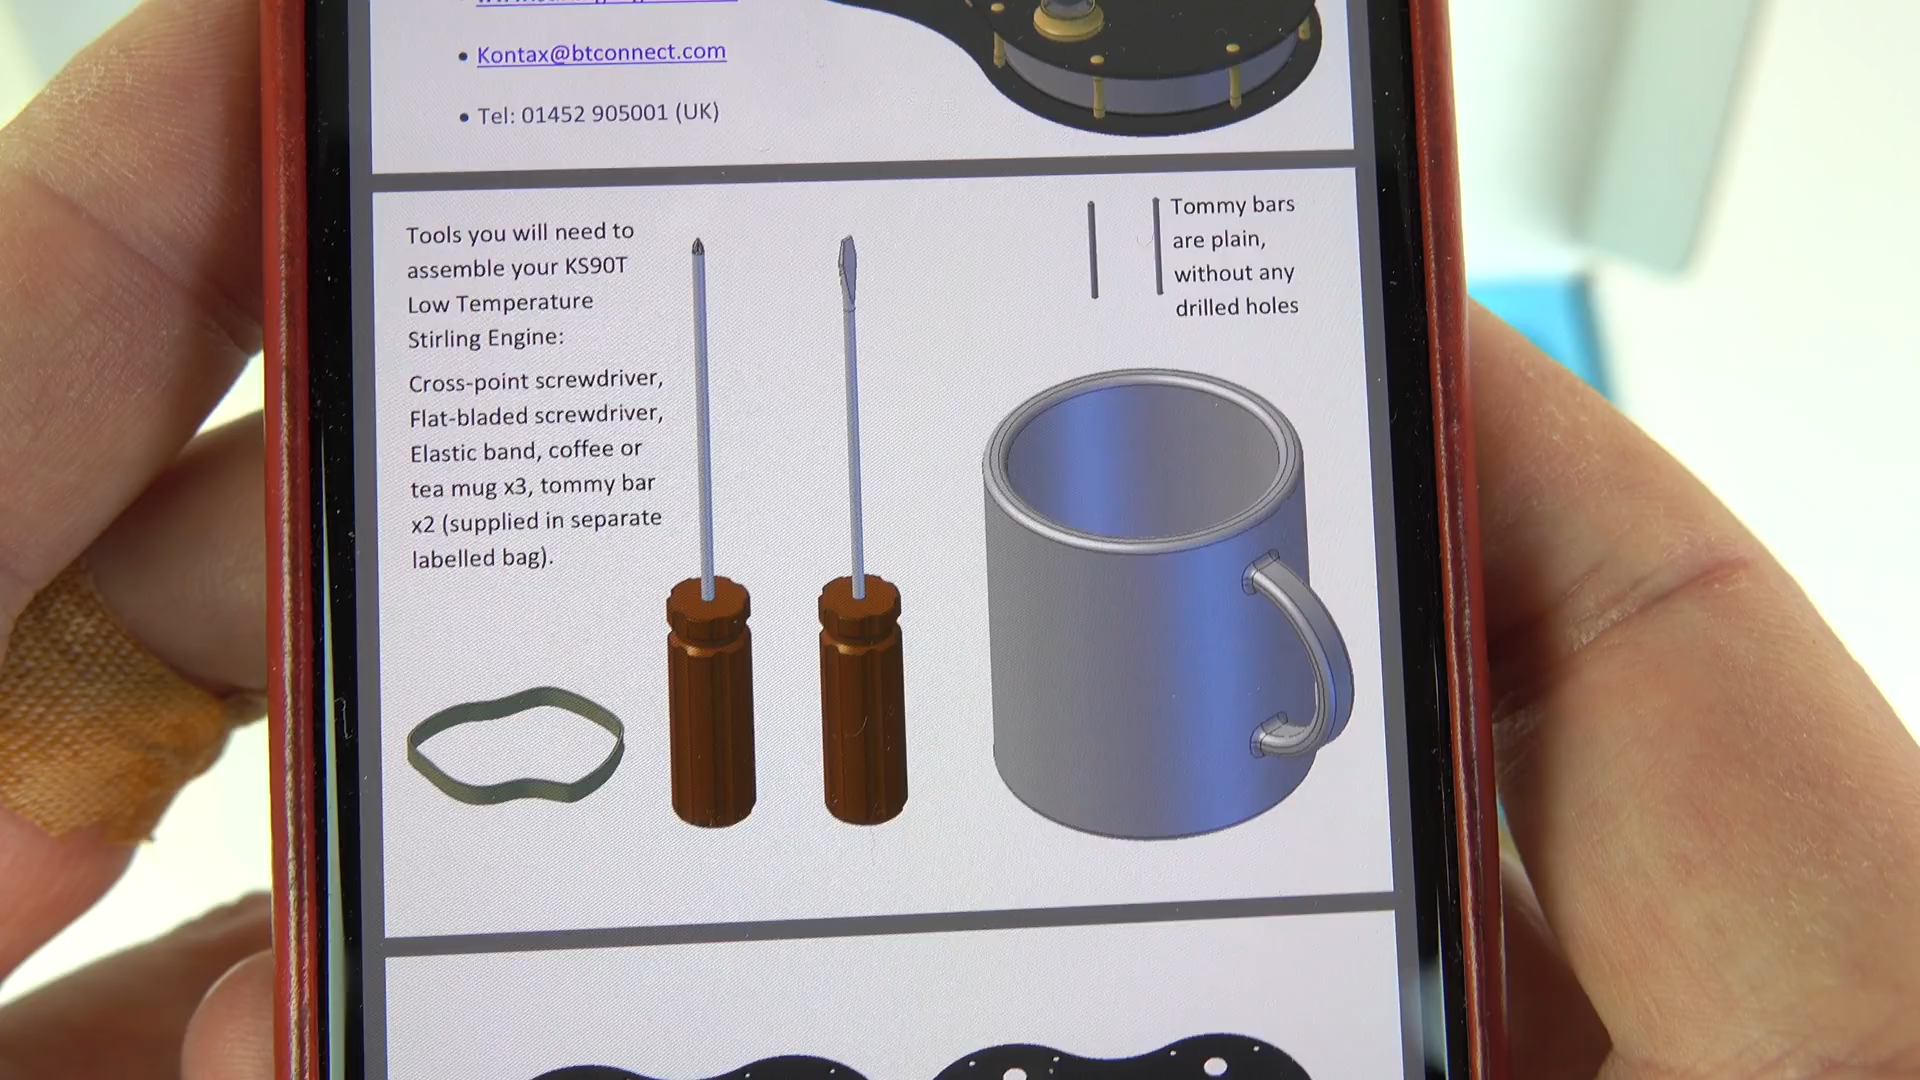 Kontax@btconnect.com
Tel: 01452 905001 (UK)
Tools you will need to
assemble your KS90T
Low Temperature
Stirling Engine:
Cross-point screwdriver,
Flat-bladed screwdriver,
Elastic band, coffee or
tea mug x3, tommy bar
x2 (supplied in separate
labelled bag).
Tommy bars
are plain,
without any
drilled holes